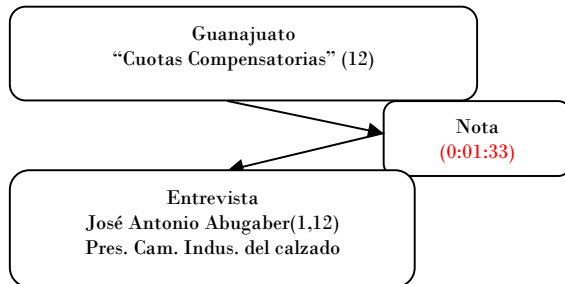 Guanajuato
“Cuotas Compensatorias” (12)
Nota
(0:01:33)
Entrevista
José Antonio Abugaber(1,12)
Pres. Cam. Indus. del calzado